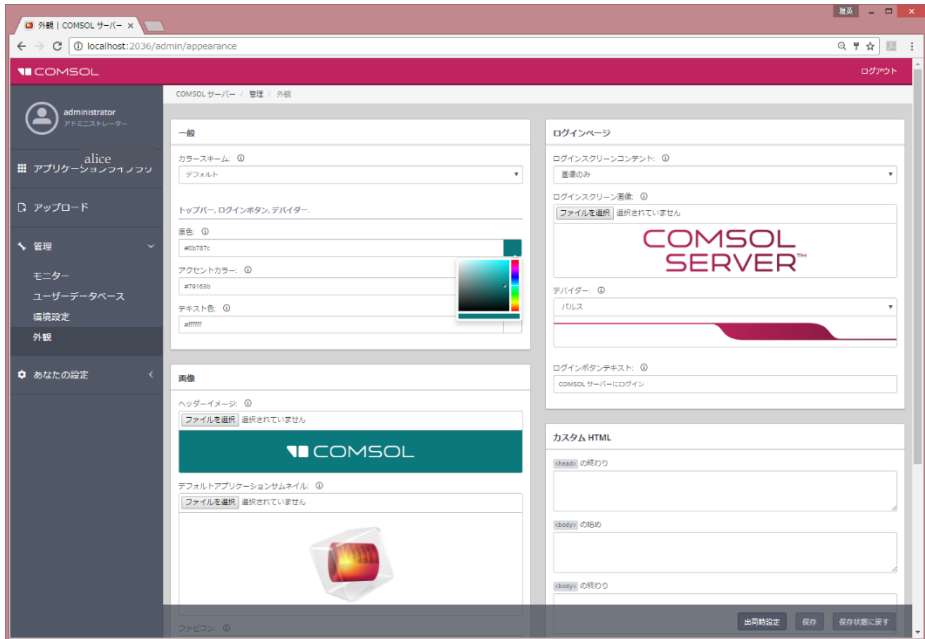 外観 | COMSOL サーバー
localhost:2036/admin/appearance
COMSOL
ログアウト
administrator
アドミニストレーター
alice
アプリケーションライブラリ
アップロード
管理
モニター
ユーザーデータベース
環境設定
外観
あなたの設定
COMSOL サーバー / 管理 / 外観
一般
カラースキーム:
デフォルト
トップバー、ログインボタン、デバイダー.
原色:
#0b787c
アクセントカラー:
#79163b
テキスト色:
#ffffff
画像
ヘッダーイメージ:
ファイルを選択 選択されていません
COMSOL
デフォルトアプリケーションサムネイル:
ファイルを選択 選択されていません
ファビコン:
ログインページ
ログインスクリーンコンテント:
画像のみ
ログインスクリーン画像:
ファイルを選択 選択されていません
COMSOL
SERVER™
デバイダー:
パルス
ログインボタンテキスト:
COMSOL サーバーにログイン
カスタム HTML
<head> の終わり
<body> の始め
<body> の終わり
出荷時設定 保存 保存状態に戻す